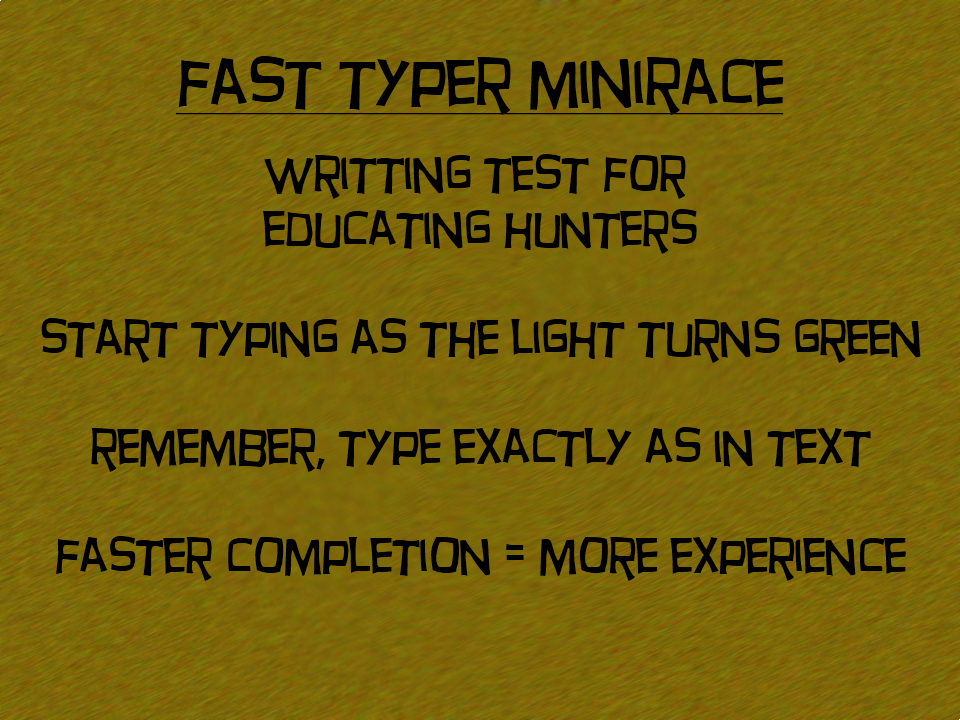 FAST TYPER MINIRACE
WRITTING TEST FOR
EDUCATING HUNTERS
START TYPING AS THE LIGHT TURNS GREEN
REMEMBER, TYPE EXACTLY AS IN TEXT
FASTER COMPLETION = MORE EXPERIENCE